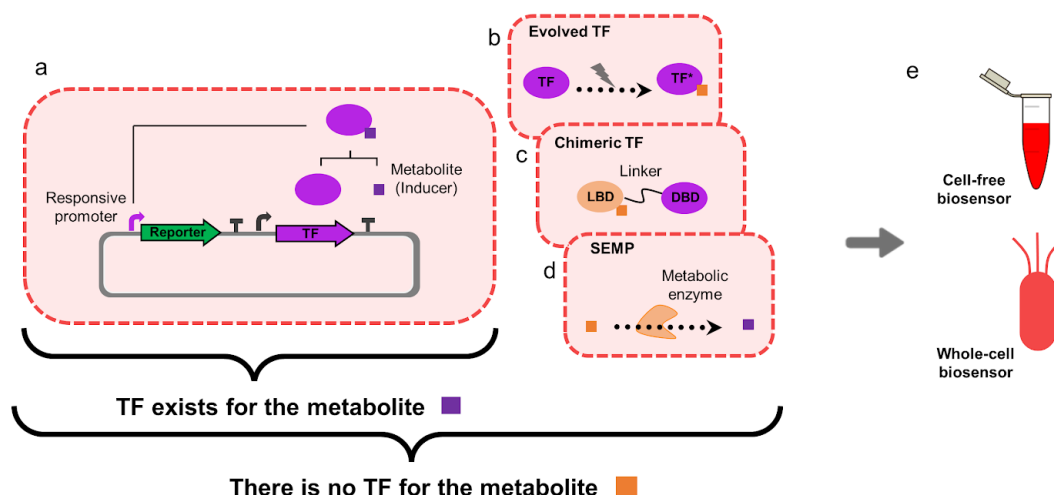 a
Responsive
promoter
Metabolite
(Inducer)
Reporter
TF
b
Evolved TF
TF
TF*
c
Chimeric TF
Linker
LBD
DBD
d
SEMP
Metabolic
enzyme
e
Cell-free
biosensor
Whole-cell
biosensor
TF exists for the metabolite
There is no TF for the metabolite